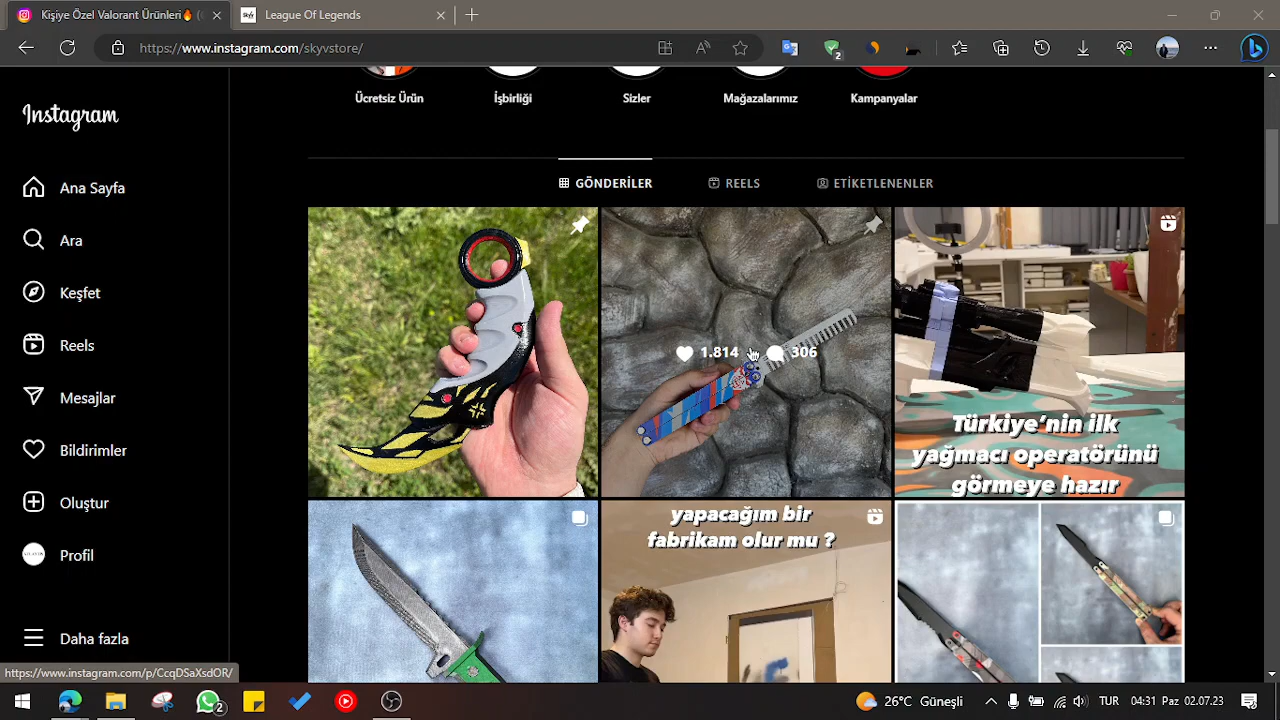 Kişiye Özel Valorant Ürünleri🔥 (
League Of Legends
https://www.instagram.com/skyvstore/
2
Instagram
Ana Sayfa
Ara
Keşfet
Reels
Mesajlar
Bildirimler
Oluştur
Profil
Daha fazla
Ücretsiz Ürün
İşbirliği
Sizler
Mağazalarımız
Kampanyalar
GÖNDERİLER
REELS
ETİKETLENENLER
1.814
306
Türkiye’nin ilk
yağmacı operatörünü
görmeye hazır
yapacağım bir
fabrikam olur mu ?
https://www.instagram.com/p/CcqDSaXsdOR/
2
26°C Güneşli
TUR
04:31 Paz 02.07.23